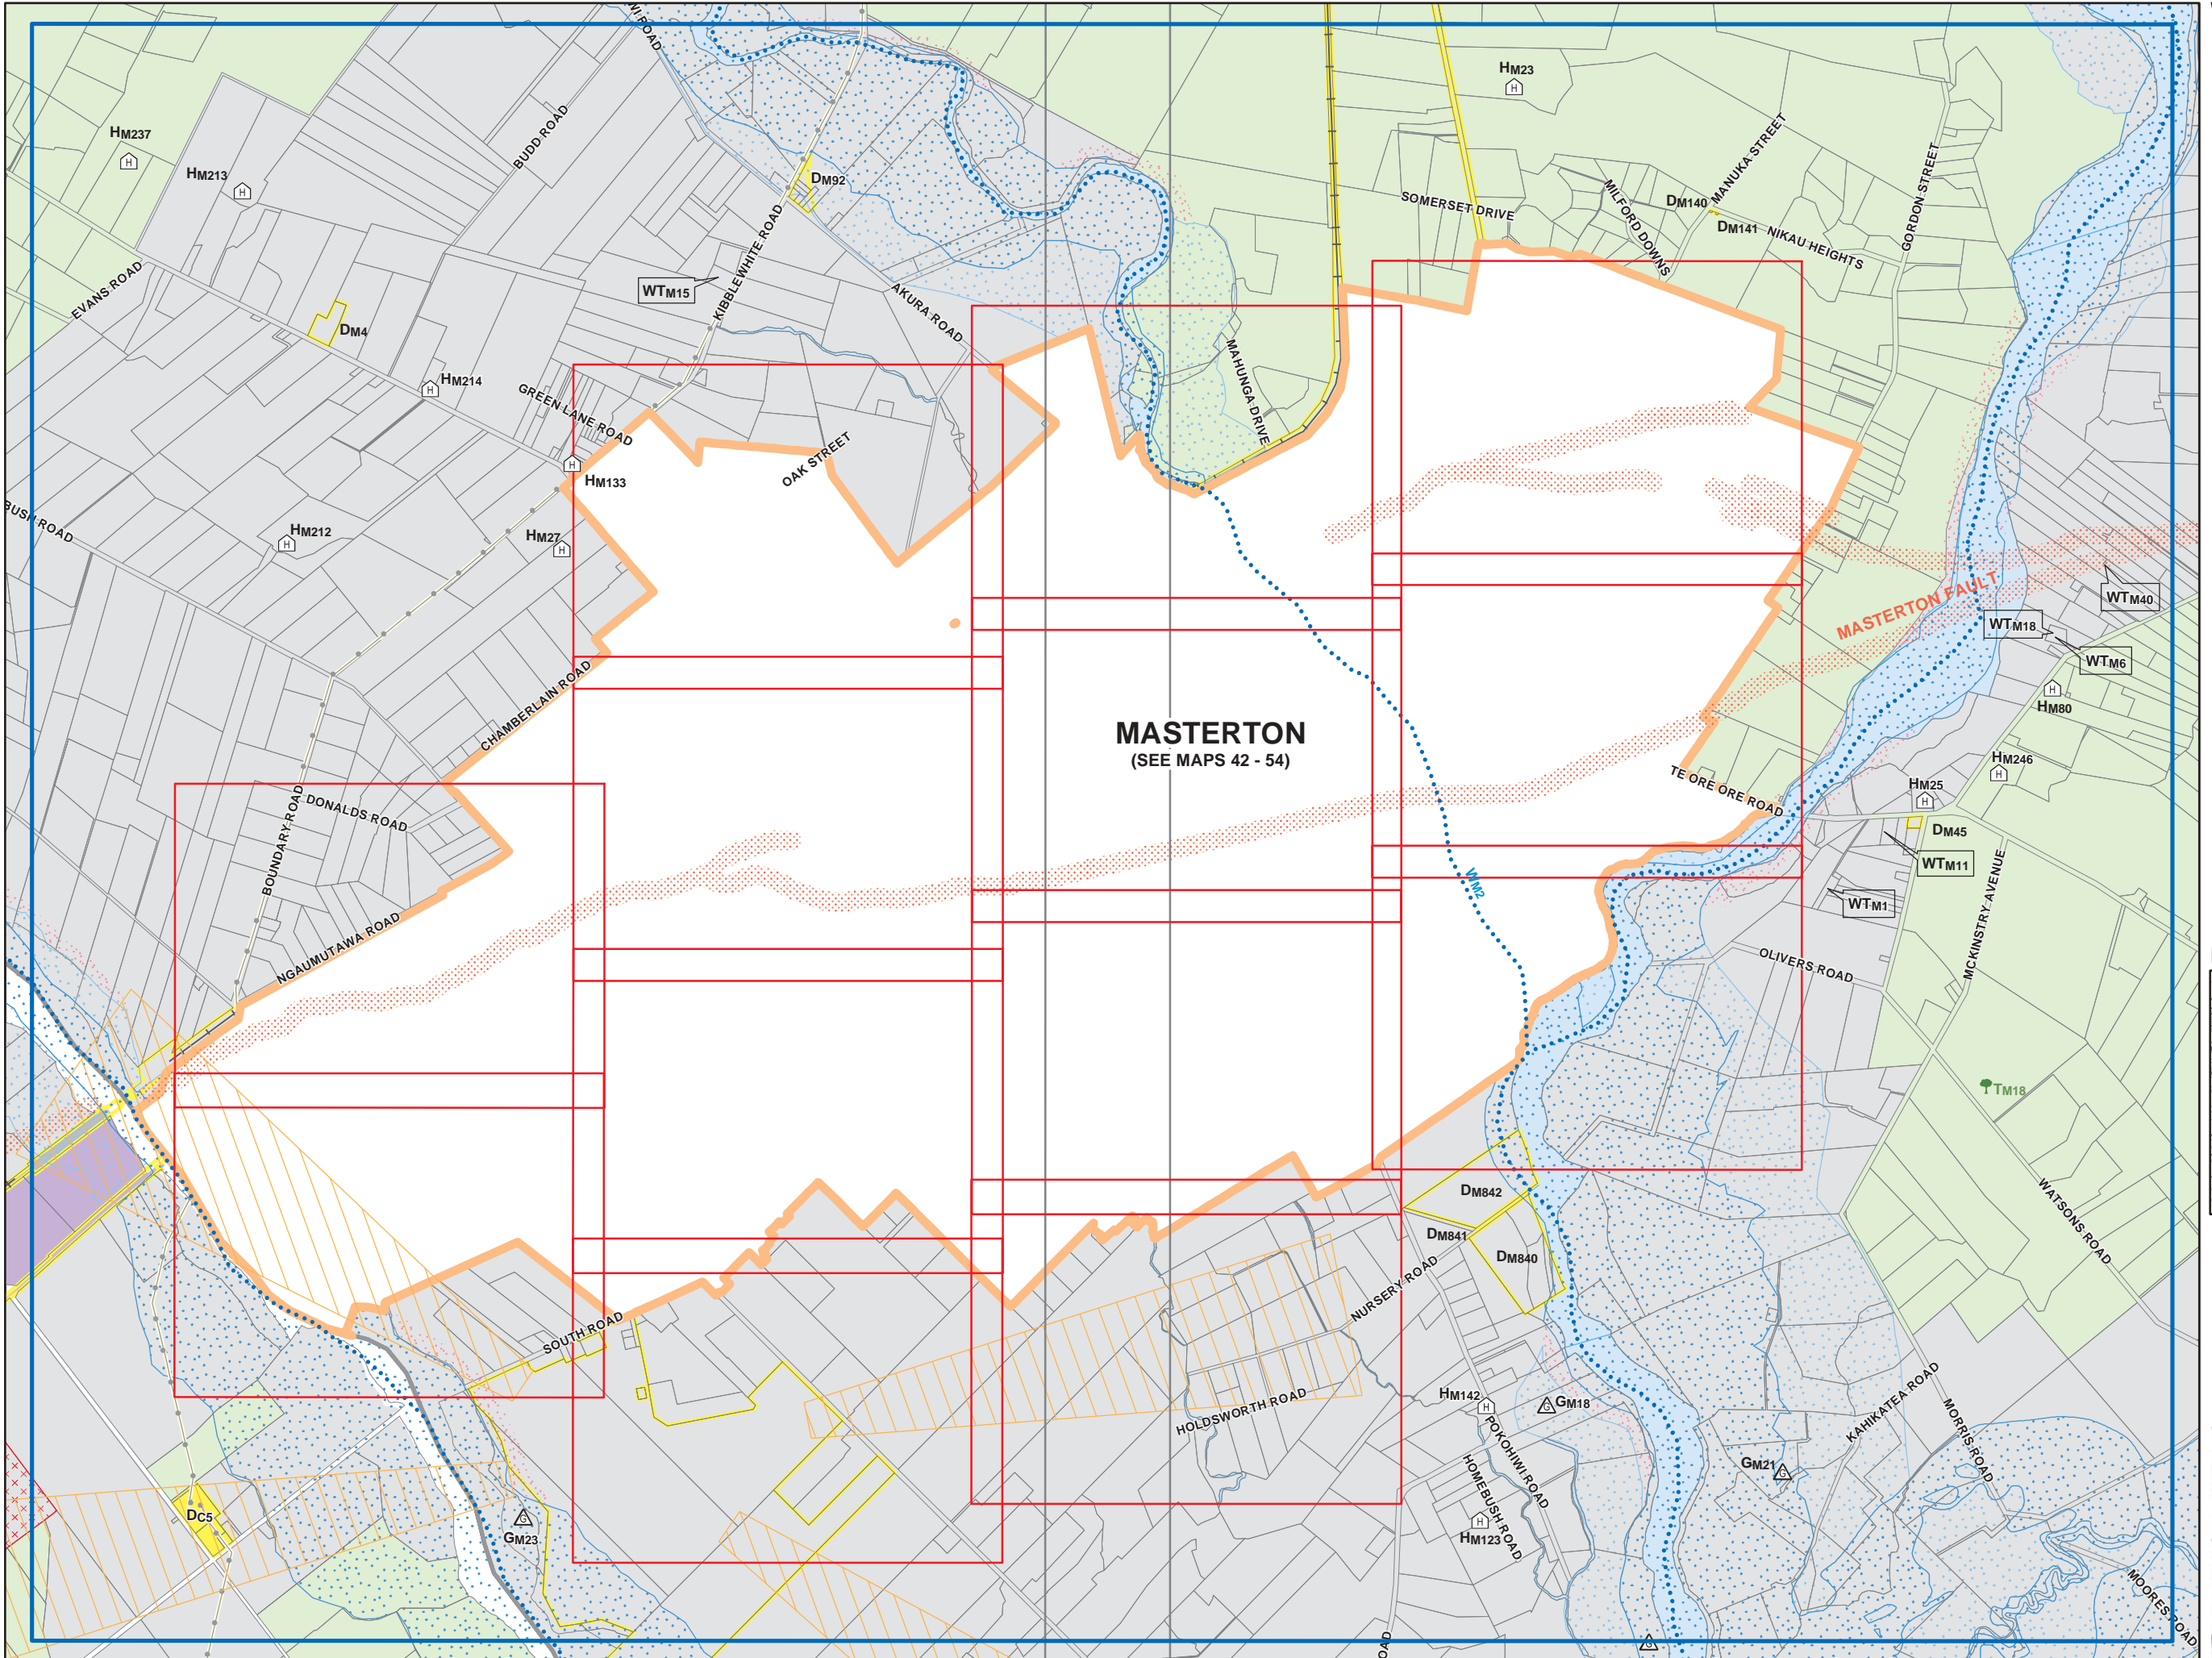 WI ROAD
HM23
HM237
BUDD ROAD
MANUKA STREET
HM213
DM92
GORDON STREET
MILFORD DOWNS
SOMERSET DRIVE
DM140
DM141
NIKAU HEIGHTS
KIBBLEWHITE ROAD
EVANS ROAD
WTM15
AKURA ROAD
DM4
MAHUNGA DRIVE
HM214
GREEN LANE ROAD
OAK STREET
HM133
BUSH ROAD
HM212
HM27
MASTERTON FAULT
WTM40
WTM18
WTM6
CHAMBERLAIN ROAD
HM80
MASTERTON
(SEE MAPS 42 - 54)
HM246
TE ORE ORE ROAD
HM25
DONALDS ROAD
BOUNDARY ROAD
DM45
WTM11
WM2
WTM1
MCKINSTRY AVENUE
NGAUMUTAWA ROAD
OLIVERS ROAD
TM18
DM842
DM841
DM840
WATSONS ROAD
NURSERY ROAD
SOUTH ROAD
HOLDSWORTH ROAD
HM142
GM18
POKOHIWI ROAD
KAHIKATEA ROAD
MORRIS ROAD
GM21
HOMEBUSH ROAD
DC5
GM23
HM123
MOORES ROAD
OAD